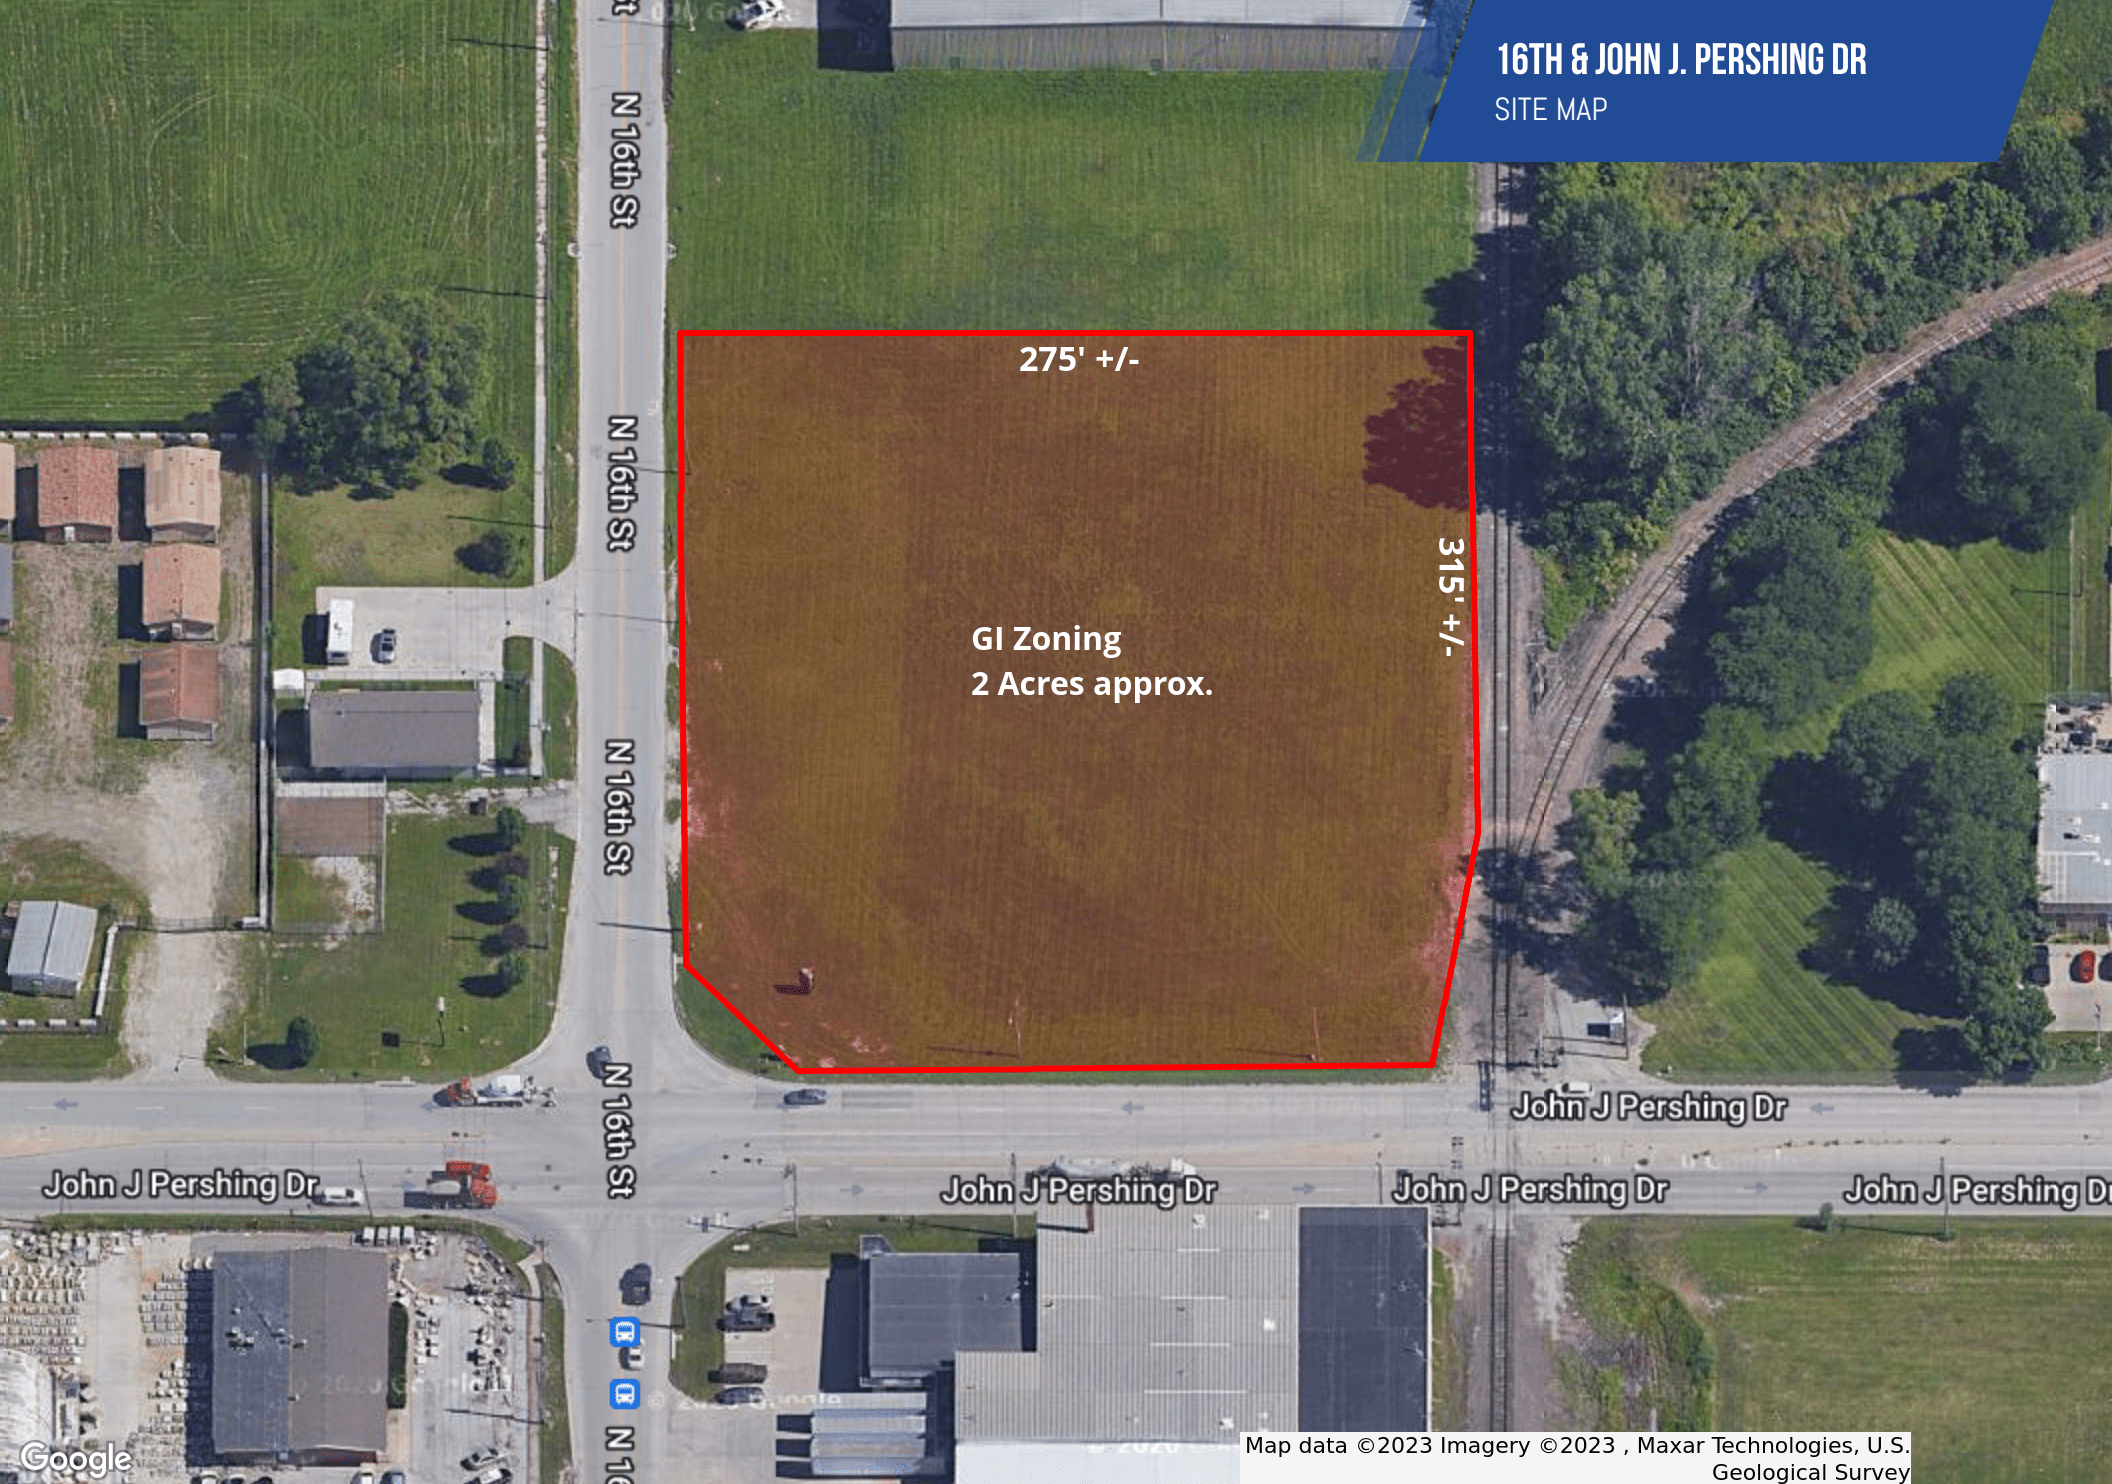 16TH & JOHN J. PERSHING DR
SITE MAP
N 16th St
275' +/-
N 16th St
315' +/-
GI Zoning
2 Acres approx.
N 16th St
N 16th St
John J Pershing Dr
John J Pershing Dr
John J Pershing Dr
John J Pershing Dr
John J Pershing Dr
Google
Map data ©2023 Imagery ©2023 , Maxar Technologies, U.S.
Geological Survey